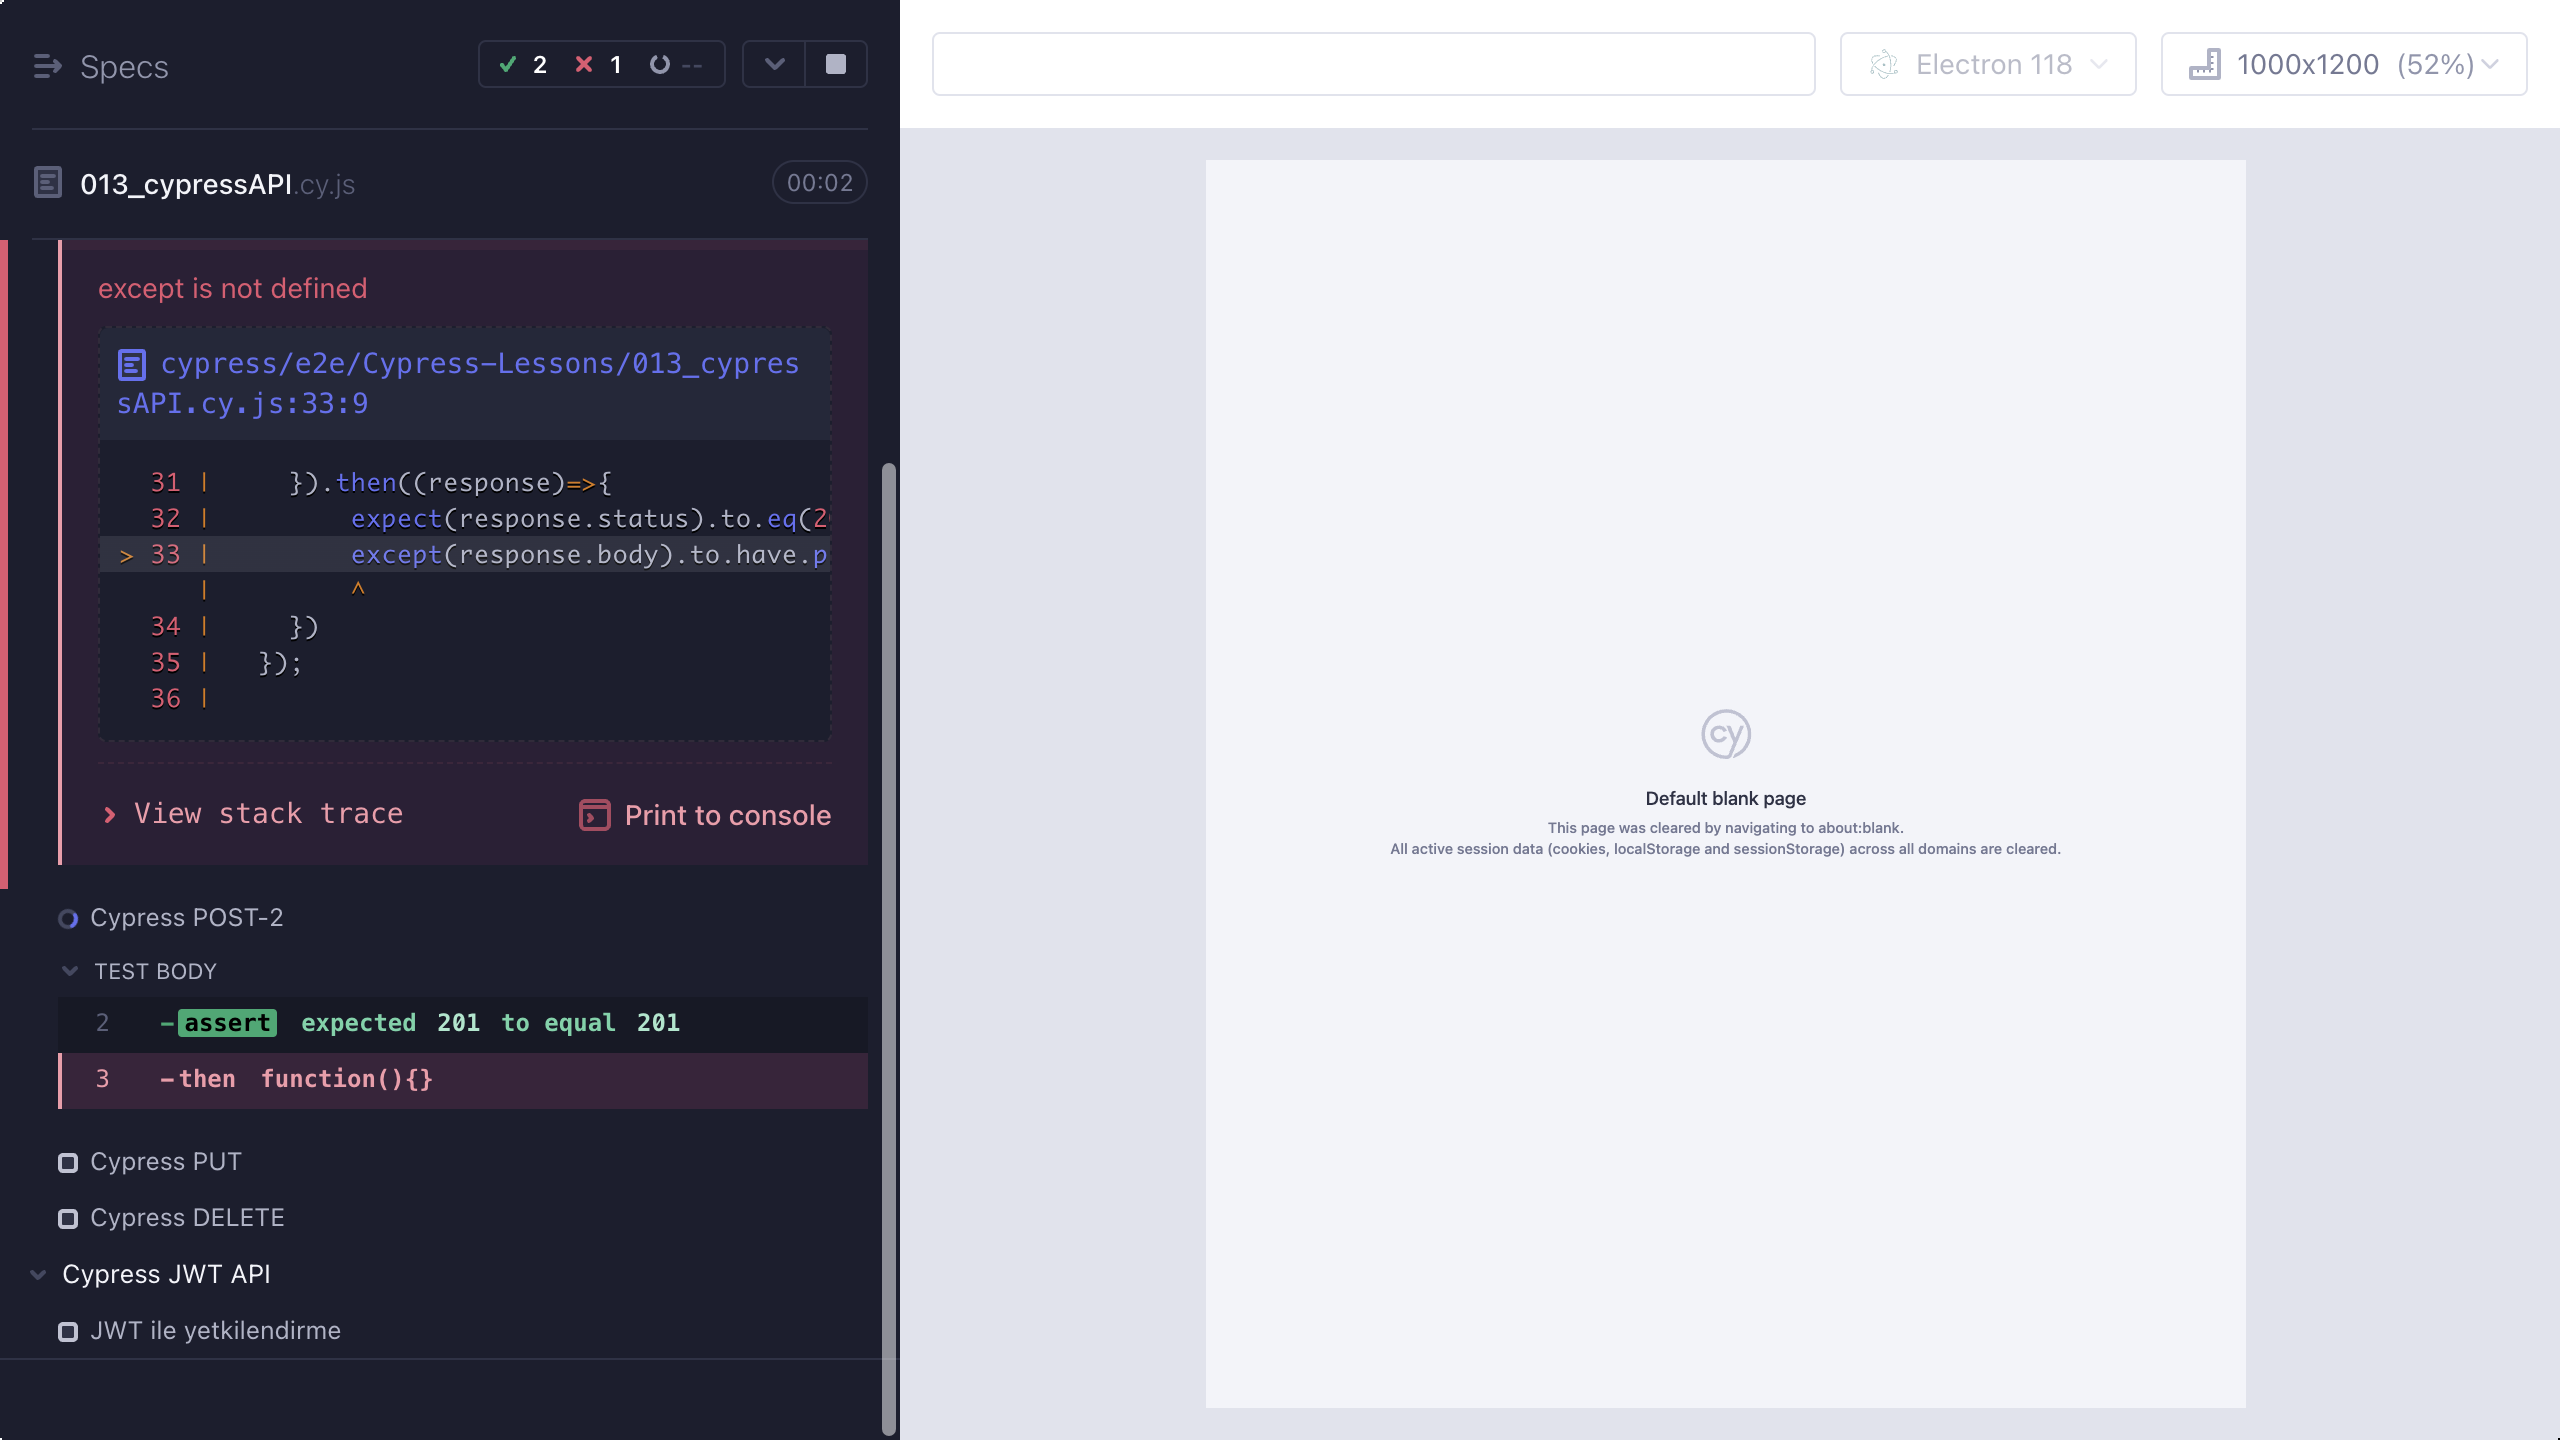 Specs
2 1 --
013_cypressAPI.cy.js
00:02
except is not defined
cypress/e2e/Cypress-Lessons/013_cypres
sAPI.cy.js:33:9
31 | }).then((response)=>{
32 | expect(response.status).to.eq(2
> 33 | except(response.body).to.have.p
| ^
34 | })
35 | });
36 |
View stack trace
Print to console
Cypress POST-2
TEST BODY
2 -assert expected 201 to equal 201
3 -then function(){}
Cypress PUT
Cypress DELETE
Cypress JWT API
JWT ile yetkilendirme
Electron 118
1000x1200 (52%)
cy
Default blank page
This page was cleared by navigating to about:blank.
All active session data (cookies, localStorage and sessionStorage) across all domains are cleared.